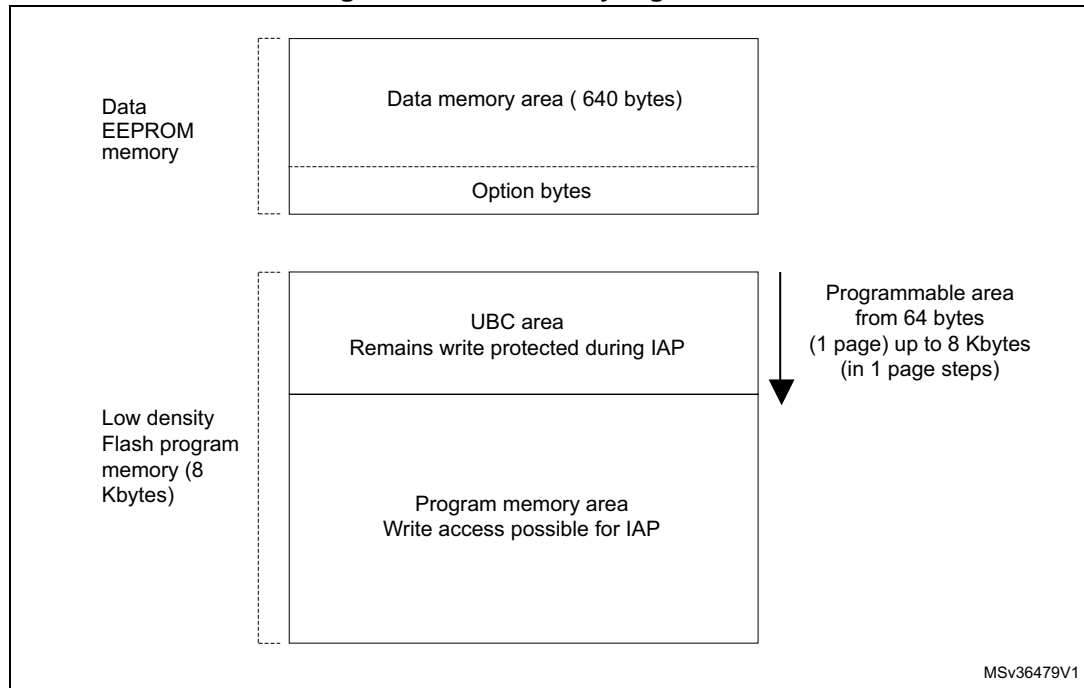 Data memory area ( 640 bytes)
Data
EEPROM
memory
Option bytes
UBC area
Remains write protected during IAP
Programmable area
from 64 bytes
(1 page) up to 8 Kbytes
(in 1 page steps)
Low density
Flash program
memory (8
Kbytes)
Program memory area
Write access possible for IAP
MSv36479V1